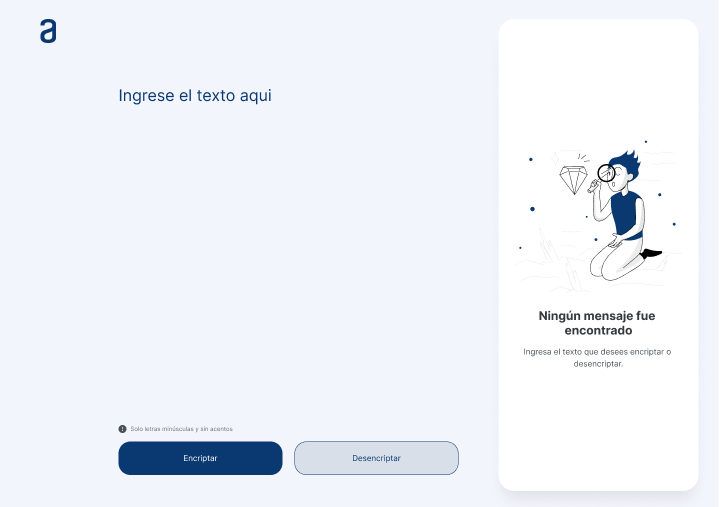 a
Ingrese el texto aqui
Solo letras minúsculas y sin acentos
Encriptar
Desencriptar
Ningún mensaje fue
encontrado
Ingresa el texto que desees encriptar o
desencriptar.